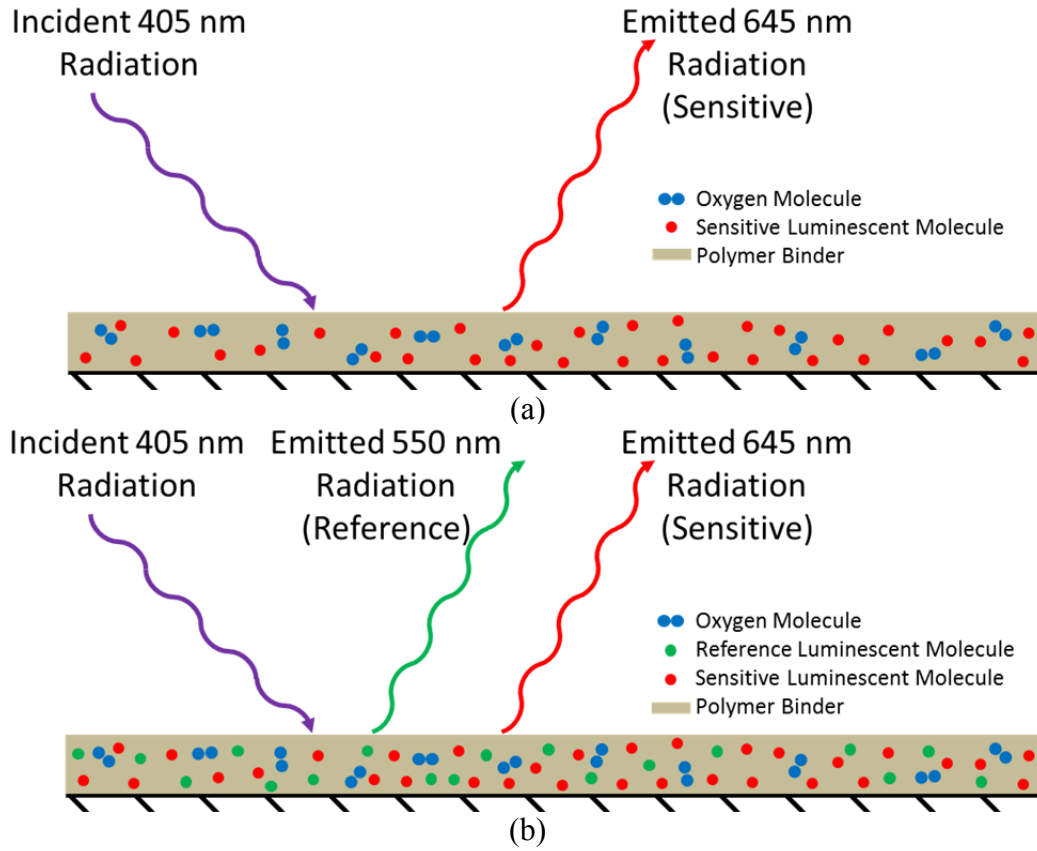 Incident 405 nm
Radiation
Emitted 645 nm
Radiation
(Sensitive)
Oxygen Molecule
Sensitive Luminescent Molecule
Polymer Binder
(a)
Incident 405 nm
Radiation
Emitted 550 nm
Radiation
(Reference)
Emitted 645 nm
Radiation
(Sensitive)
Oxygen Molecule
Reference Luminescent Molecule
Sensitive Luminescent Molecule
Polymer Binder
(b)